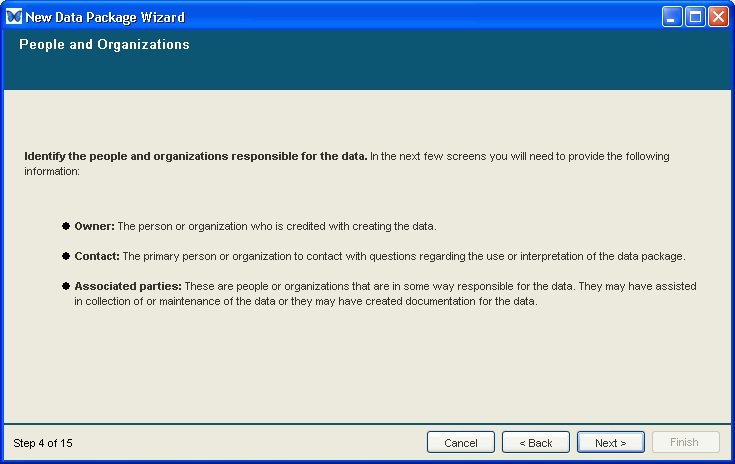 New Data Package Wizard
People and Organizations
Identify the people and organizations responsible for the data. In the next few screens you will need to provide the following
information:
Owner: The person or organization who is credited with creating the data.
Contact: The primary person or organization to contact with questions regarding the use or interpretation of the data package.
Associated parties: These are people or organizations that are in some way responsible for the data. They may have assisted
in collection of or maintenance of the data or they may have created documentation for the data.
Step 4 of 15
Cancel
< Back
Next >
Finish